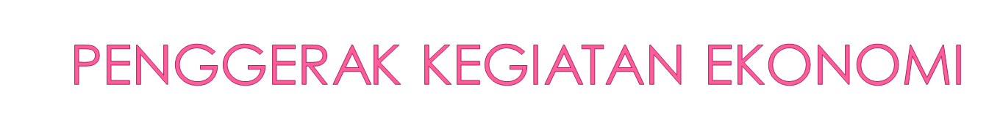 PENGGERAK KEGIATAN EKONOMI